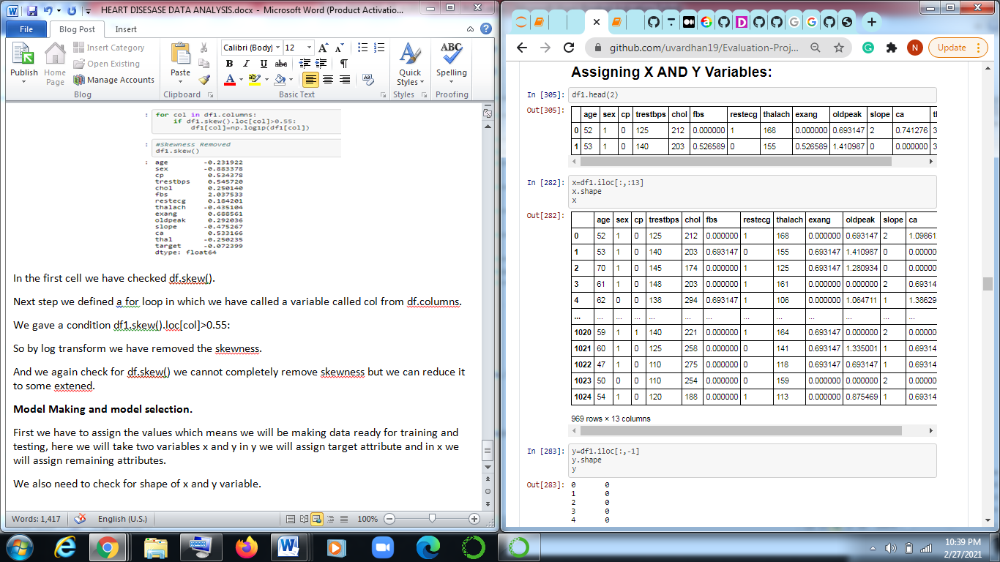 HEART DISESASE DATA ANALYSIS.docx - Microsoft Word (Product Activatio...
File Blog Post Insert
Publish
Home Page
Insert Category
Open Existing
Manage Accounts
Blog
Paste
Clipboard
Calibri (Body) 12
B I U abc
Basic Text
Quick Styles
Styles
ABC
Spelling
Proofing
for col in df1.columns:
if df1.skew().loc[col]>0.55:
df1[col]=np.log1p(df1[col])
#Skewness Removed
df1.skew()
age -0.231922
sex -0.883378
cp 0.534378
trestbps 0.545720
chol 0.250140
fbs 2.037533
restecg 0.184201
thalach -0.435104
exang 0.688561
oldpeak 0.292036
slope -0.475267
ca 0.533166
thal -0.250235
target -0.072399
dtype: float64
In the first cell we have checked df.skew().
Next step we defined a for loop in which we have called a variable called col from df.columns.
We gave a condition df1.skew().loc[col]>0.55:
So by log transform we have removed the skewness.
And we again check for df.skew() we cannot completely remove skewness but we can reduce it
to some extened.
Model Making and model selection.
First we have to assign the values which means we will be making data ready for training and
testing, here we will take two variables x and y in y we will assign target attribute and in x we
will assign remaining attributes.
We also need to check for shape of x and y variable.
Words: 1,417 English (U.S.) 100%
github.com/uvardhan19/Evaluation-Proj... N Update
Assigning X AND Y Variables:
In [305]: df1.head(2)
Out[305]:
age sex cp trestbps chol fbs restecg thalach exang oldpeak slope ca
0 52 1 0 125 212 0.000000 1 168 0.000000 0.693147 2 0.741276 3
1 53 1 0 140 203 0.526589 0 155 0.526589 1.410987 0 0.000000 3
In [282]: x=df1.iloc[:,:13]
x.shape
x
Out[282]:
age sex cp trestbps chol fbs restecg thalach exang oldpeak slope ca
0 52 1 0 125 212 0.000000 1 168 0.000000 0.693147 2 1.09861
1 53 1 0 140 203 0.693147 0 155 0.693147 1.410987 0 0.00000
2 70 1 0 145 174 0.000000 1 125 0.693147 1.280934 0 0.00000
3 61 1 0 148 203 0.000000 1 161 0.000000 0.000000 2 0.69314
4 62 0 0 138 294 0.693147 1 106 0.000000 1.064711 1 1.38629
... ... ... ... ... ... ... ... ... ... ... ... ...
1020 59 1 1 140 221 0.000000 1 164 0.693147 0.000000 2 0.00000
1021 60 1 0 125 258 0.000000 0 141 0.693147 1.335001 1 0.69314
1022 47 1 0 110 275 0.000000 0 118 0.693147 0.693147 1 0.69314
1023 50 0 0 110 254 0.000000 0 159 0.000000 0.000000 2 0.00000
1024 54 1 0 120 188 0.000000 1 113 0.000000 0.875469 1 0.69314
969 rows × 13 columns
In [283]: y=df1.iloc[:,-1]
y.shape
y
Out[283]: 0 0
1 0
2 0
3 0
4 0
10:39 PM
2/27/2021